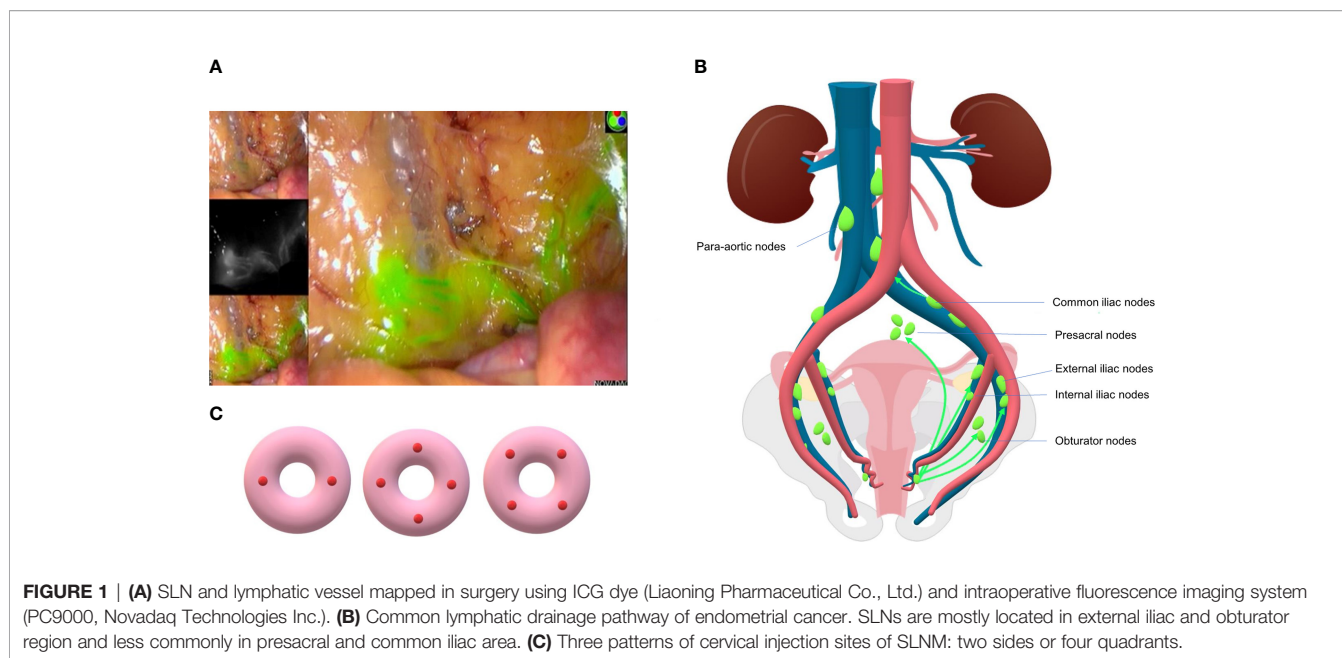 A
B
NOVADAQ
Para-aortic nodes
Common iliac nodes
Presacral nodes
External iliac nodes
Internal iliac nodes
Obturator nodes
C
FIGURE 1 | (A) SLN and lymphatic vessel mapped in surgery using ICG dye (Liaoning Pharmaceutical Co., Ltd.) and intraoperative fluorescence imaging system
(PC9000, Novadaq Technologies Inc.). (B) Common lymphatic drainage pathway of endometrial cancer. SLNs are mostly located in external iliac and obturator
region and less commonly in presacral and common iliac area. (C) Three patterns of cervical injection sites of SLNM: two sides or four quadrants.